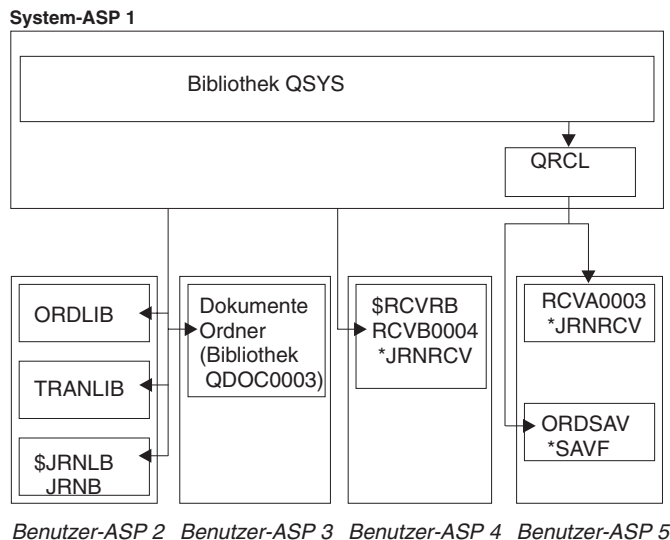 System-ASP 1
Bibliothek QSYS
QRCL
ORDLIB
TRANLIB
$JRNLB
JRNB
Dokumente
Ordner
(Bibliothek
QDOC0003)
$RCVRB
RCVB0004
*JRNRCV
RCVA0003
*JRNRCV
ORDSAV
*SAVF
Benutzer-ASP 2
Benutzer-ASP 3
Benutzer-ASP 4
Benutzer-ASP 5